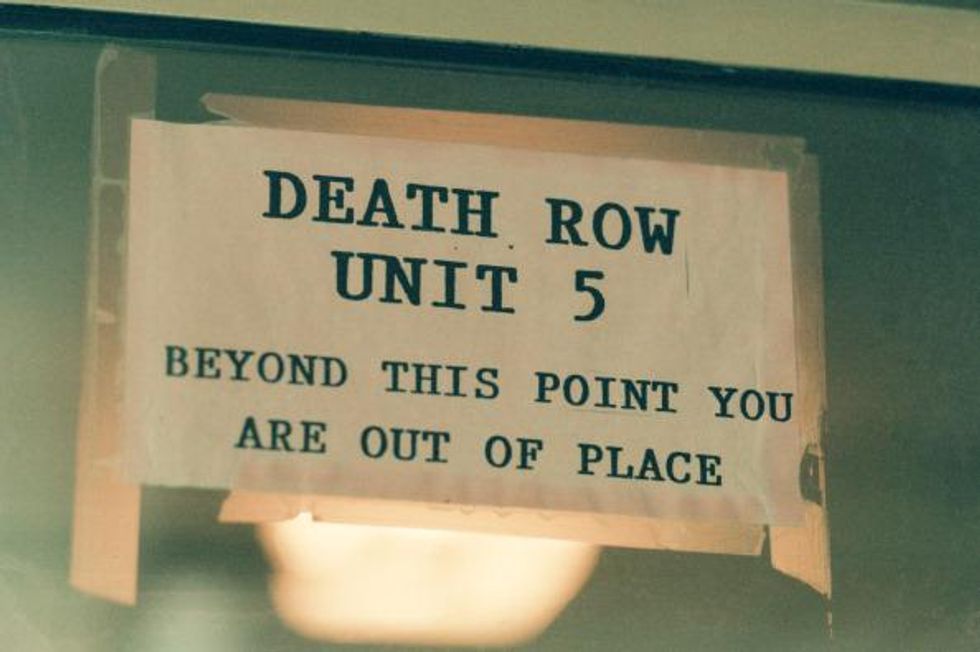 DEATH ROW
UNIT 5
BEYOND THIS POINT YOU
ARE OUT OF PLACE